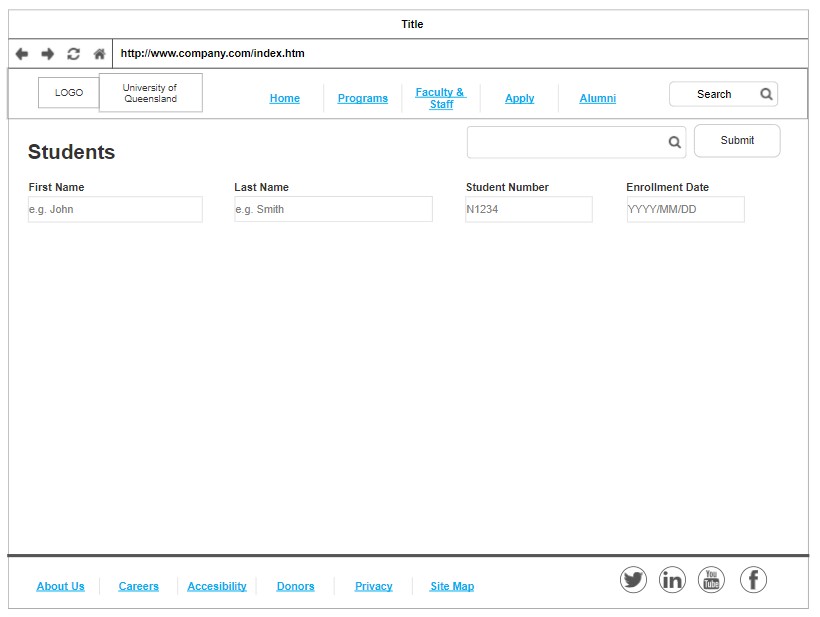 Title
http://www.company.com/index.htm
LOGO
University of
Queensland
Home
Programs
Faculty &
Staff
Apply
Alumni
Search
Students
Submit
First Name
Last Name
Student Number
Enrollment Date
e.g. John
e.g. Smith
N1234
YYYY/MM/DD
About Us
Careers
Accesibility
Donors
Privacy
Site Map
in
You
Tube
f